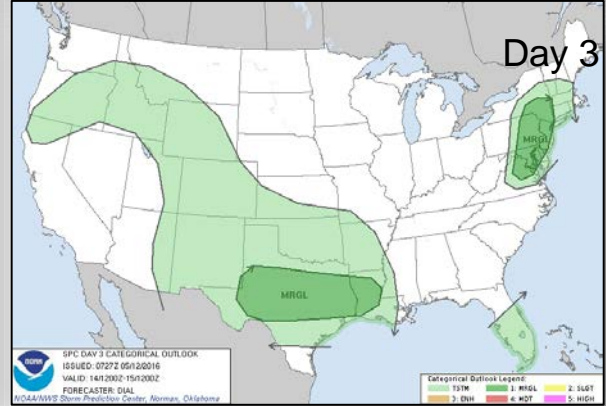 Day 3
MRGL
MRGL
NOAA
SPC DAY 3 CATEGORICAL OUTLOOK
ISSUED: 0727Z 05/12/2016
VALID: 14/1200Z-15/1200Z
FORECASTER: DIAL
NOAA/NWS Storm Prediction Center, Norman, Oklahoma
Categorical Outlook Legend:
TSTM 1: MRGL 2: SLGT
3: ENH 4: MDT 5: HIGH